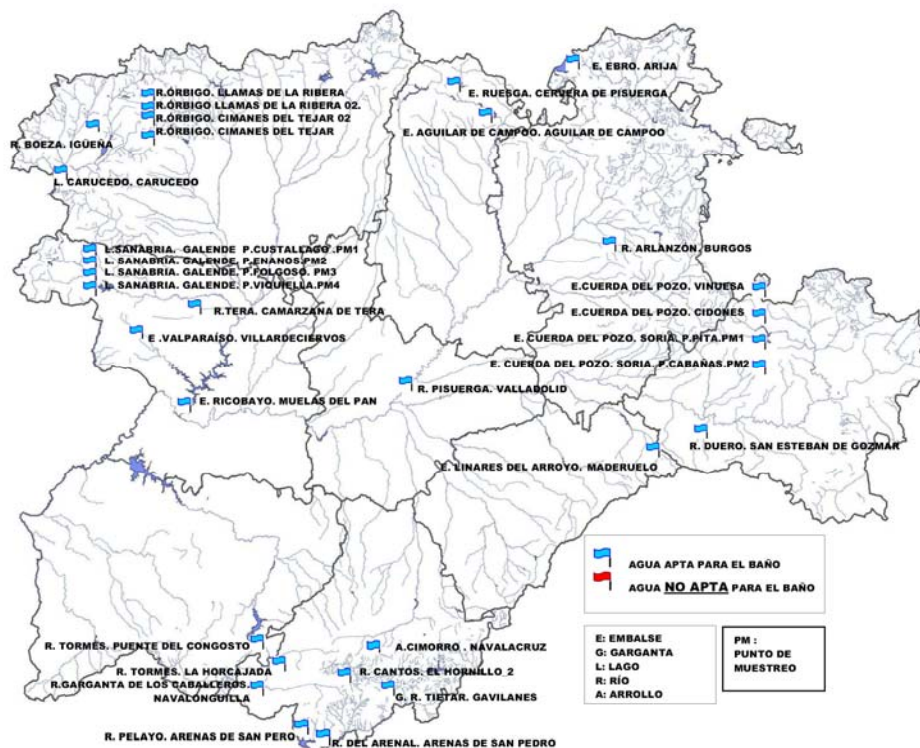 E. EBRO. ARIJA
E. RUESGA. CERVERA DE PISUERGA
E. AGUILAR DE CAMPOO. AGUILAR DE CAMPOO
R.ÓRBIGO. LLAMAS DE LA RIBERA
R.ÓRBIGO LLAMAS DE LA RIBERA 02.
R.ÓRBIGO. CIMANES DEL TEJAR 02
R.ÓRBIGO. CIMANES DEL TEJAR
R. BOEZA. IGÜEÑA
L. CARUCEDO. CARUCEDO
L.SANABRIA. GALENDE P.CUSTALLAGO.PM1
L. SANABRIA. GALENDE, P.ENANOS.PM2
L. SANABRIA. GALENDE. P.FOLGOSO. PM3
L. SANABRIA. GALENDE. P.VIQUIELLA.PM4
R.TERA. CAMARZANA DE TERA
E .VALPARAÍSO. VILLARDECIERVOS
E. RICOBAYO. MUELAS DEL PAN
R. ARLANZÓN. BURGOS
E.CUERDA DEL POZO. VINUESA
E.CUERDA DEL POZO. CIDONES
E. CUERDA DEL POZO. SORIA. P.PITA.PM1
E. CUERDA DEL POZO. SORIA. P.CABAÑAS.PM2
R. PISUERGA. VALLADOLID
R. DUERO. SAN ESTEBAN DE GOZMAR
E. LINARES DEL ARROYO. MADERUELO
R. TORMES. PUENTE DEL CONGOSTO
R. TORMES. LA HORCAJADA
R.GARGANTA DE LOS CABALLEROS.
NAVALONGUILLA
A.CIMORRO . NAVALACRUZ
R. CANTOS. EL HORNILLO_2
G. R. TIETAR. GAVILANES
R. PELAYO. ARENAS DE SAN PERO
R. DEL ARENAL. ARENAS DE SAN PEDRO
AGUA APTA PARA EL BAÑO
AGUA NO APTA PARA EL BAÑO
E: EMBALSE
G: GARGANTA
L: LAGO
R: RÍO
A: ARROLLO
PM :
PUNTO DE
MUESTREO